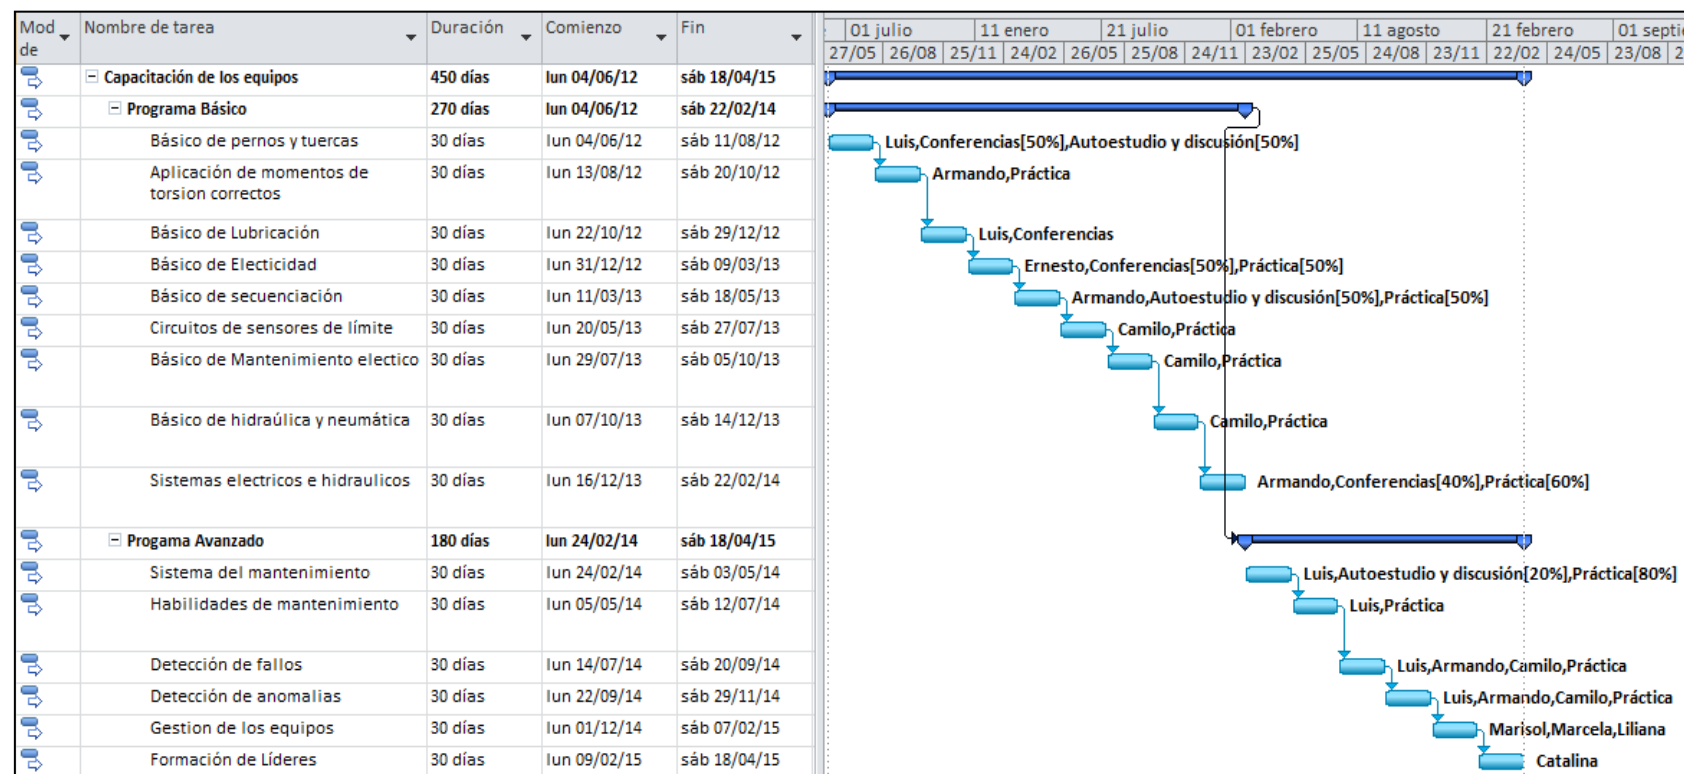 Mod de Nombre de tarea Duración Comienzo Fin
01 julio 11 enero 21 julio 01 febrero 11 agosto 21 febrero 01 septi
27/05 26/08 25/11 24/02 26/05 25/08 24/11 23/02 25/05 24/08 23/11 22/02 24/05 23/08 2
Capacitación de los equipos 450 días lun 04/06/12 sáb 18/04/15
Programa Básico 270 días lun 04/06/12 sáb 22/02/14
Básico de pernos y tuercas 30 días lun 04/06/12 sáb 11/08/12 Luis,Conferencias[50%],Autoestudio y discusión[50%]
Aplicación de momentos de 30 días lun 13/08/12 sáb 20/10/12 Armando,Práctica
torsion correctos
Básico de Lubricación 30 días lun 22/10/12 sáb 29/12/12 Luis,Conferencias
Básico de Electicidad 30 días lun 31/12/12 sáb 09/03/13 Ernesto,Conferencias[50%],Práctica[50%]
Básico de secuenciación 30 días lun 11/03/13 sáb 18/05/13 Armando,Autoestudio y discusión[50%],Práctica[50%]
Circuitos de sensores de límite 30 días lun 20/05/13 sáb 27/07/13 Camilo,Práctica
Básico de Mantenimiento electico 30 días lun 29/07/13 sáb 05/10/13 Camilo,Práctica
Básico de hidraúlica y neumática 30 días lun 07/10/13 sáb 14/12/13 Camilo,Práctica
Sistemas electricos e hidraulicos 30 días lun 16/12/13 sáb 22/02/14 Armando,Conferencias[40%],Práctica[60%]
Progama Avanzado 180 días lun 24/02/14 sáb 18/04/15
Sistema del mantenimiento 30 días lun 24/02/14 sáb 03/05/14 Luis,Autoestudio y discusión[20%],Práctica[80%]
Habilidades de mantenimiento 30 días lun 05/05/14 sáb 12/07/14 Luis,Práctica
Detección de fallos 30 días lun 14/07/14 sáb 20/09/14 Luis,Armando,Camilo,Práctica
Detección de anomalias 30 días lun 22/09/14 sáb 29/11/14 Luis,Armando,Camilo,Práctica
Gestion de los equipos 30 días lun 01/12/14 sáb 07/02/15 Marisol,Marcela,Liliana
Formación de Líderes 30 días lun 09/02/15 sáb 18/04/15 Catalina